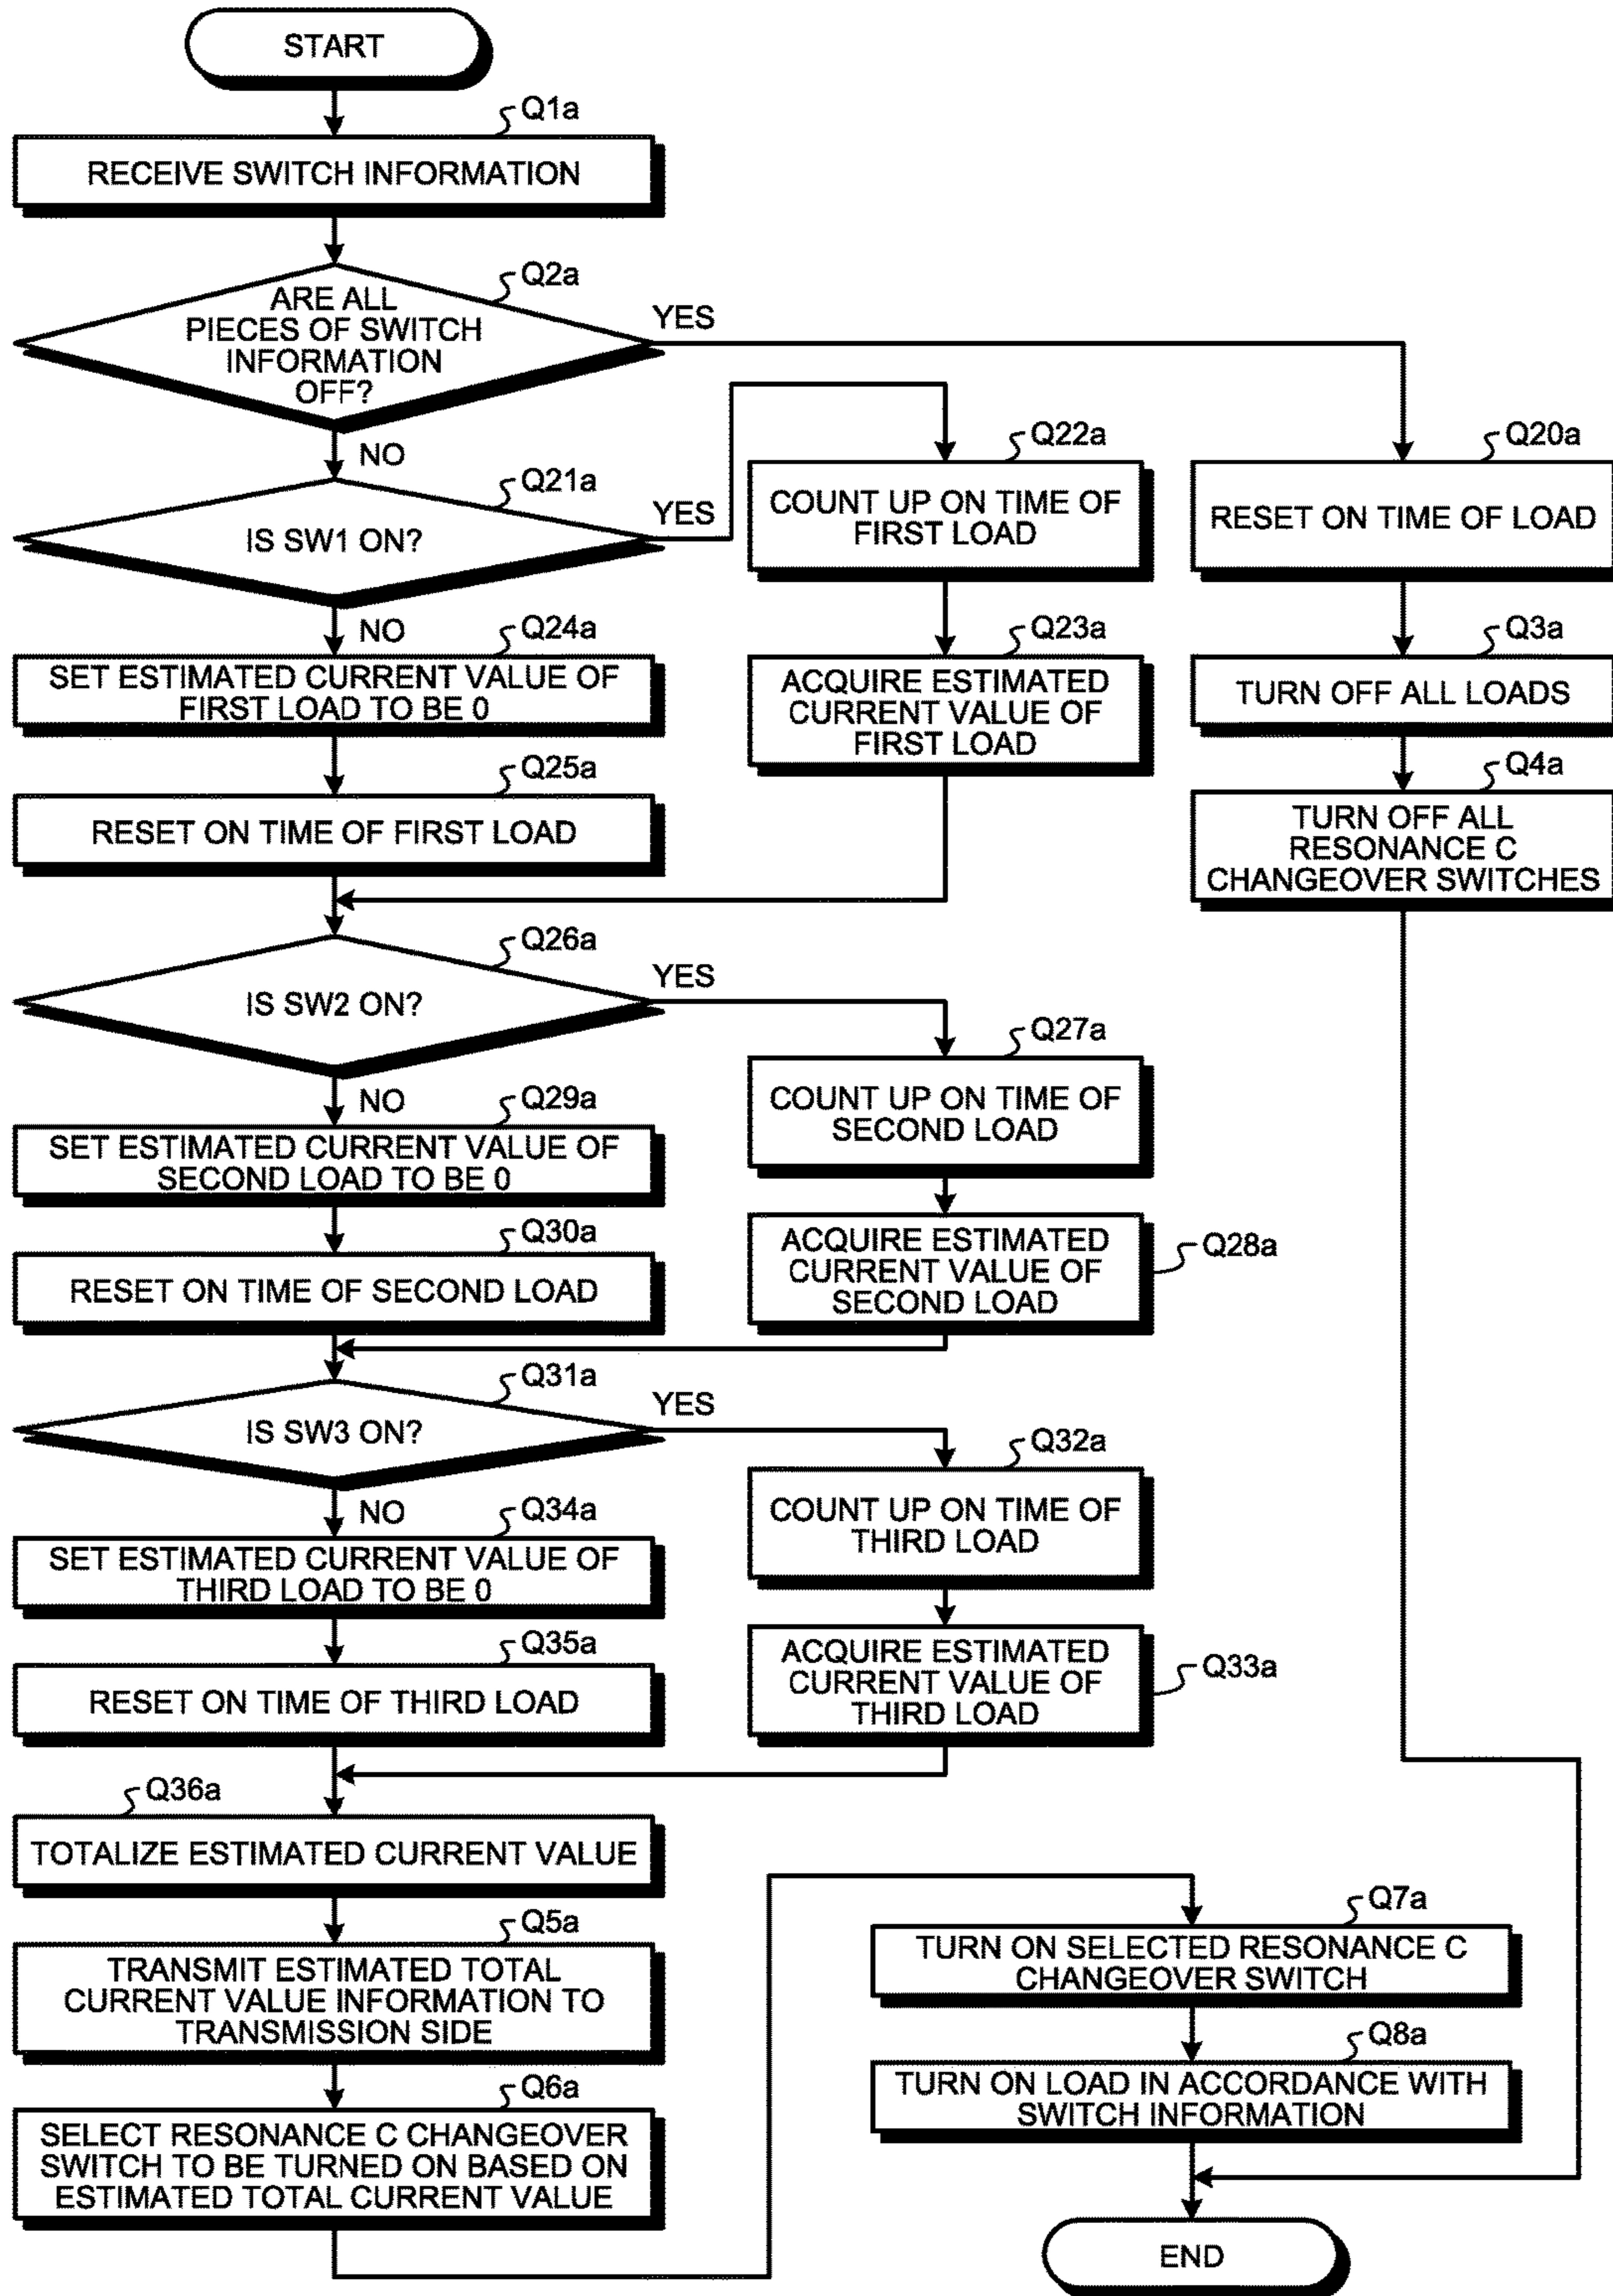 START
Q1a
RECEIVE SWITCH INFORMATION
Q2a
ARE ALL
PIECES OF SWITCH
INFORMATION
OFF?
YES
NO
Q21a
IS SW1 ON?
YES
NO
Q22a
COUNT UP ON TIME OF
FIRST LOAD
Q23a
ACQUIRE ESTIMATED
CURRENT VALUE OF
FIRST LOAD
Q20a
RESET ON TIME OF LOAD
Q3a
TURN OFF ALL LOADS
Q4a
TURN OFF ALL
RESONANCE C
CHANGEOVER SWITCHES
Q24a
SET ESTIMATED CURRENT VALUE OF
FIRST LOAD TO BE 0
Q25a
RESET ON TIME OF FIRST LOAD
Q26a
IS SW2 ON?
YES
NO
Q27a
COUNT UP ON TIME OF
SECOND LOAD
Q28a
ACQUIRE ESTIMATED
CURRENT VALUE OF
SECOND LOAD
Q29a
SET ESTIMATED CURRENT VALUE OF
SECOND LOAD TO BE 0
Q30a
RESET ON TIME OF SECOND LOAD
Q31a
IS SW3 ON?
YES
NO
Q32a
COUNT UP ON TIME OF
THIRD LOAD
Q33a
ACQUIRE ESTIMATED
CURRENT VALUE OF
THIRD LOAD
Q34a
SET ESTIMATED CURRENT VALUE OF
THIRD LOAD TO BE 0
Q35a
RESET ON TIME OF THIRD LOAD
Q36a
TOTALIZE ESTIMATED CURRENT VALUE
Q5a
TRANSMIT ESTIMATED TOTAL
CURRENT VALUE INFORMATION TO
TRANSMISSION SIDE
Q6a
SELECT RESONANCE C CHANGEOVER
SWITCH TO BE TURNED ON BASED ON
ESTIMATED TOTAL CURRENT VALUE
Q7a
TURN ON SELECTED RESONANCE C
CHANGEOVER SWITCH
Q8a
TURN ON LOAD IN ACCORDANCE WITH
SWITCH INFORMATION
END